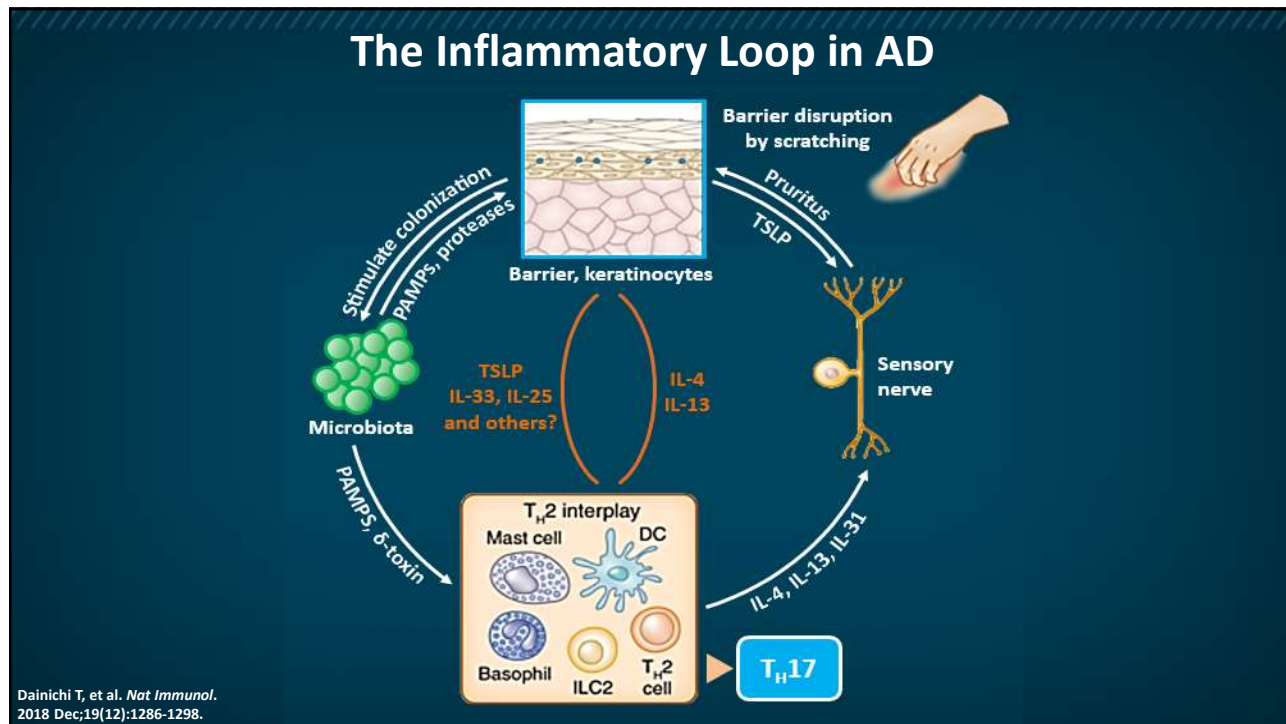 The Inflammatory Loop in AD
Barrier disruption
by scratching
Stimulate colonization
PAMPs, proteases
Pruritus
TSLP
Barrier, keratinocytes
TSLP
IL-33, IL-25
and others?
IL-4
IL-13
Sensory
nerve
Microbiota
PAMPS, δ-toxin
IL-4, IL-13, IL-31
TH2 interplay
Mast cell
DC
Basophil
ILC2
TH2
cell
TH17
Dainichi T, et al. Nat Immunol.
2018 Dec;19(12):1286-1298.